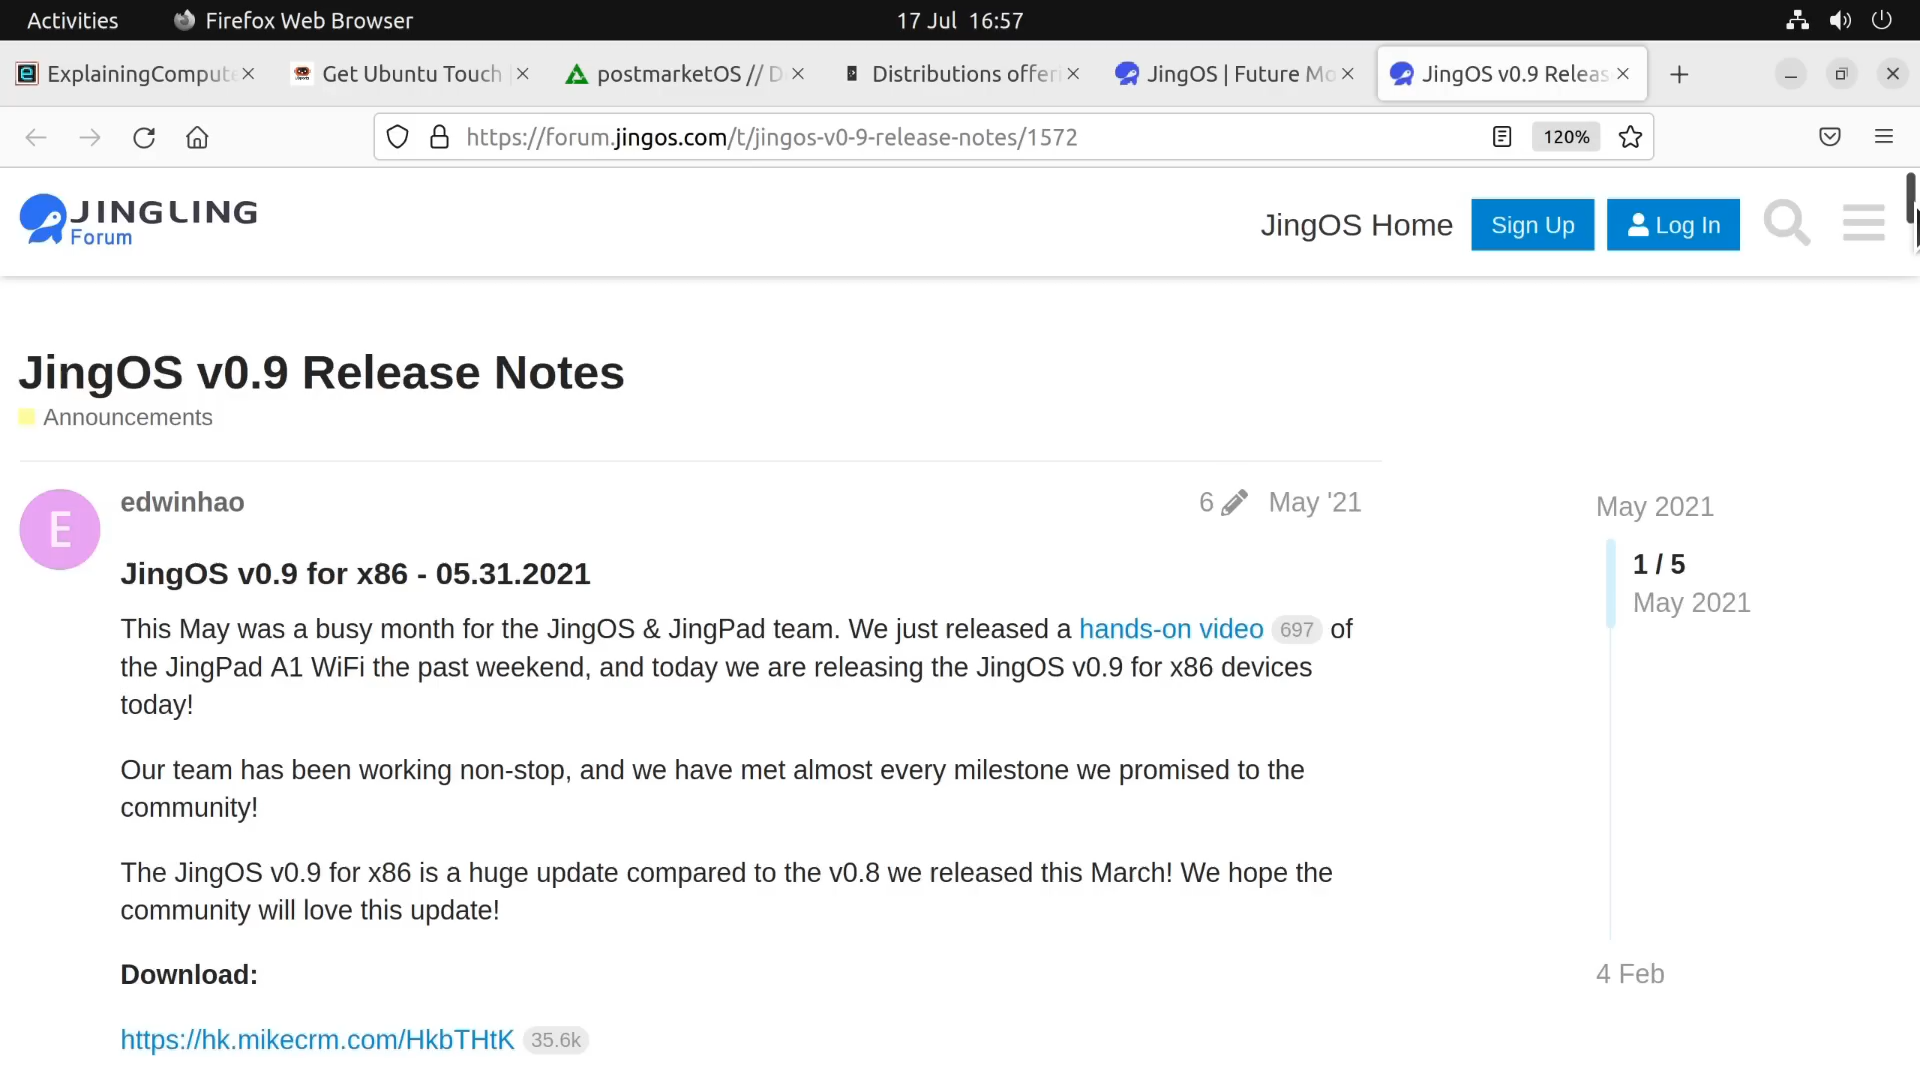 Activities Firefox Web Browser 17 Jul 16:57
ExplainingCompute Get Ubuntu Touch postmarketOS // D Distributions offeri JingOS | Future Mo JingOS v0.9 Releas
https://forum.jingos.com/t/jingos-v0-9-release-notes/1572 120%
JINGLING
Forum
JingOS Home Sign Up Log In
JingOS v0.9 Release Notes
Announcements
E
edwinhao 6 May '21
May 2021
1 / 5
May 2021
4 Feb
JingOS v0.9 for x86 - 05.31.2021
This May was a busy month for the JingOS & JingPad team. We just released a hands-on video 697 of
the JingPad A1 WiFi the past weekend, and today we are releasing the JingOS v0.9 for x86 devices
today!
Our team has been working non-stop, and we have met almost every milestone we promised to the
community!
The JingOS v0.9 for x86 is a huge update compared to the v0.8 we released this March! We hope the
community will love this update!
Download:
https://hk.mikecrm.com/HkbTHtK 35.6k